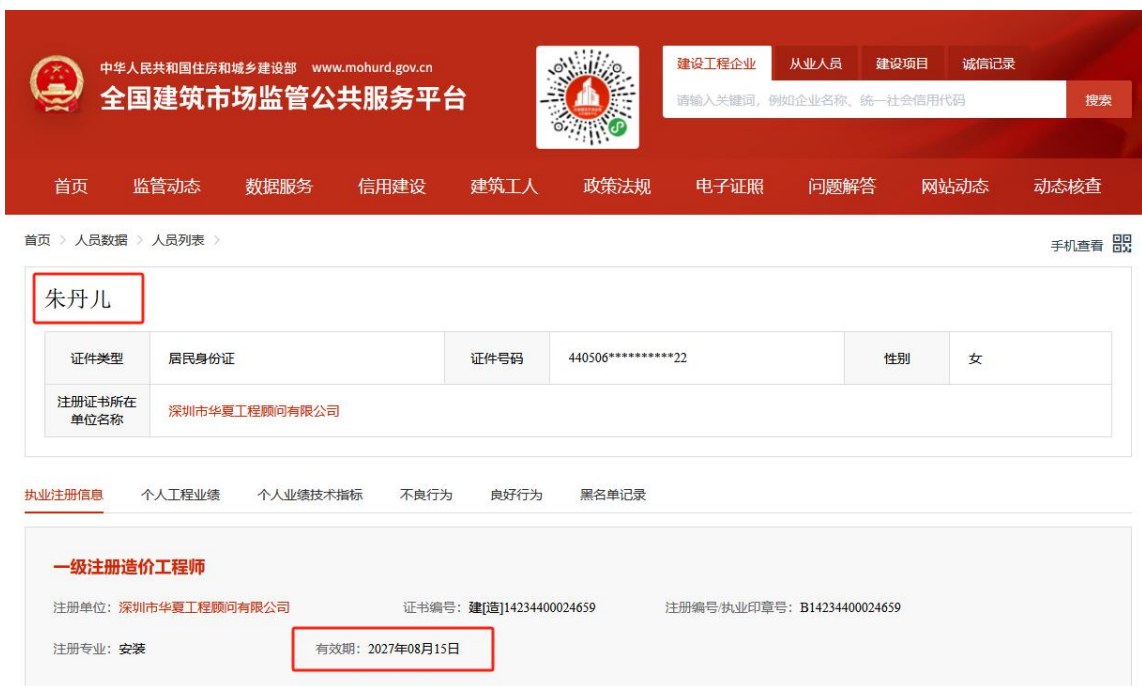 中华人民共和国住房和城乡建设部 www.mohurd.gov.cn
全国建筑市场监管公共服务平台
建设工程企业 从业人员 建设项目 诚信记录
请输入关键词，例如企业名称、统一社会信用代码 搜索
首页 监管动态 数据服务 信用建设 建筑工人 政策法规 电子证照 问题解答 网站动态 动态核查
首页 > 人员数据 > 人员列表 >
手机查看
朱丹儿
证件类型 居民身份证 证件号码 440506**********22 性别 女
注册证书所在
单位名称
深圳市华夏工程顾问有限公司
执业注册信息 个人工程业绩 个人业绩技术指标 不良行为 良好行为 黑名单记录
一级注册造价工程师
注册单位：深圳市华夏工程顾问有限公司 证书编号：建[造]14234400024659 注册编号/执业印章号：B14234400024659
注册专业：安装 有效期：2027年08月15日